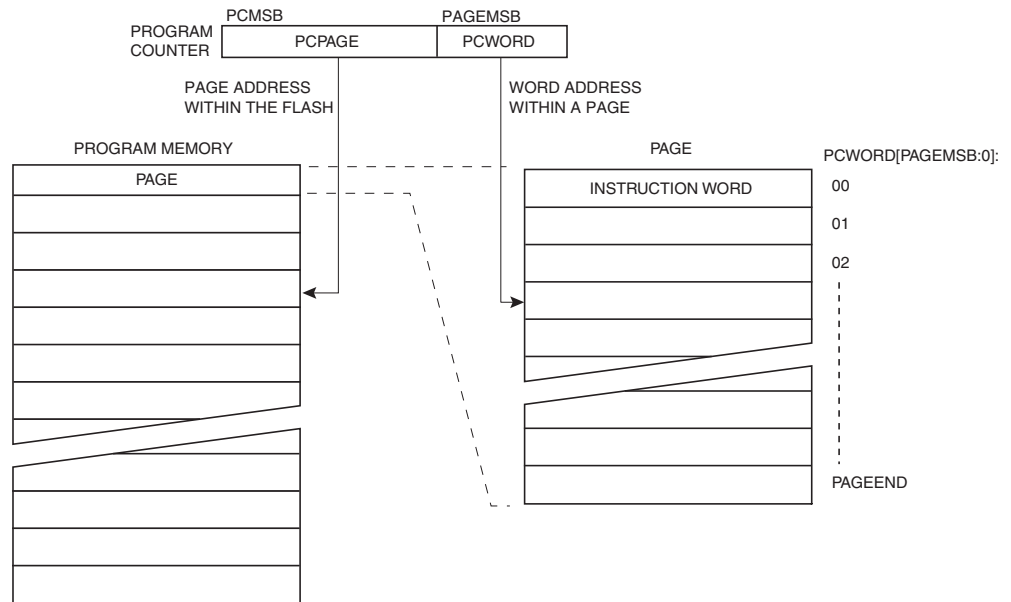 PCMSB
PAGEMSB
PROGRAM
COUNTER
PCPAGE
PCWORD
PAGE ADDRESS
WITHIN THE FLASH
WORD ADDRESS
WITHIN A PAGE
PROGRAM MEMORY
PAGE
PAGE
PCWORD[PAGEMSB:0]:
INSTRUCTION WORD
00
01
02
PAGEEND